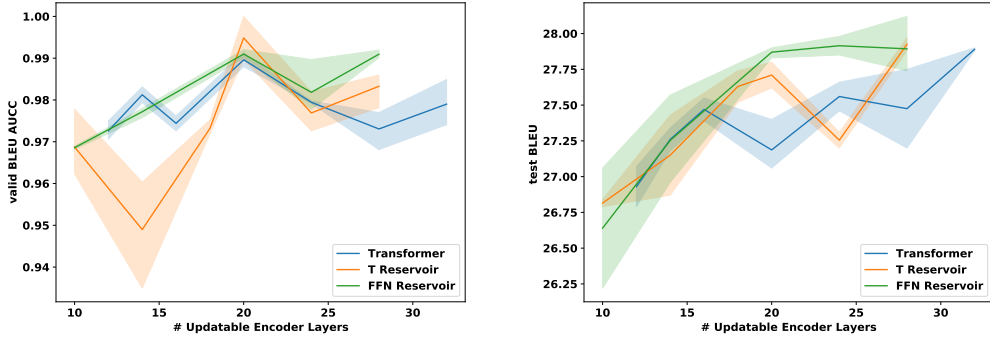 valid BLEU AUCC
1.00
0.99
0.98
0.97
0.96
0.95
0.94
10
15
20
25
30
# Updatable Encoder Layers
Transformer
T Reservoir
FFN Reservoir
test BLEU
28.00
27.75
27.50
27.25
27.00
26.75
26.50
26.25
10
15
20
25
30
# Updatable Encoder Layers
Transformer
T Reservoir
FFN Reservoir